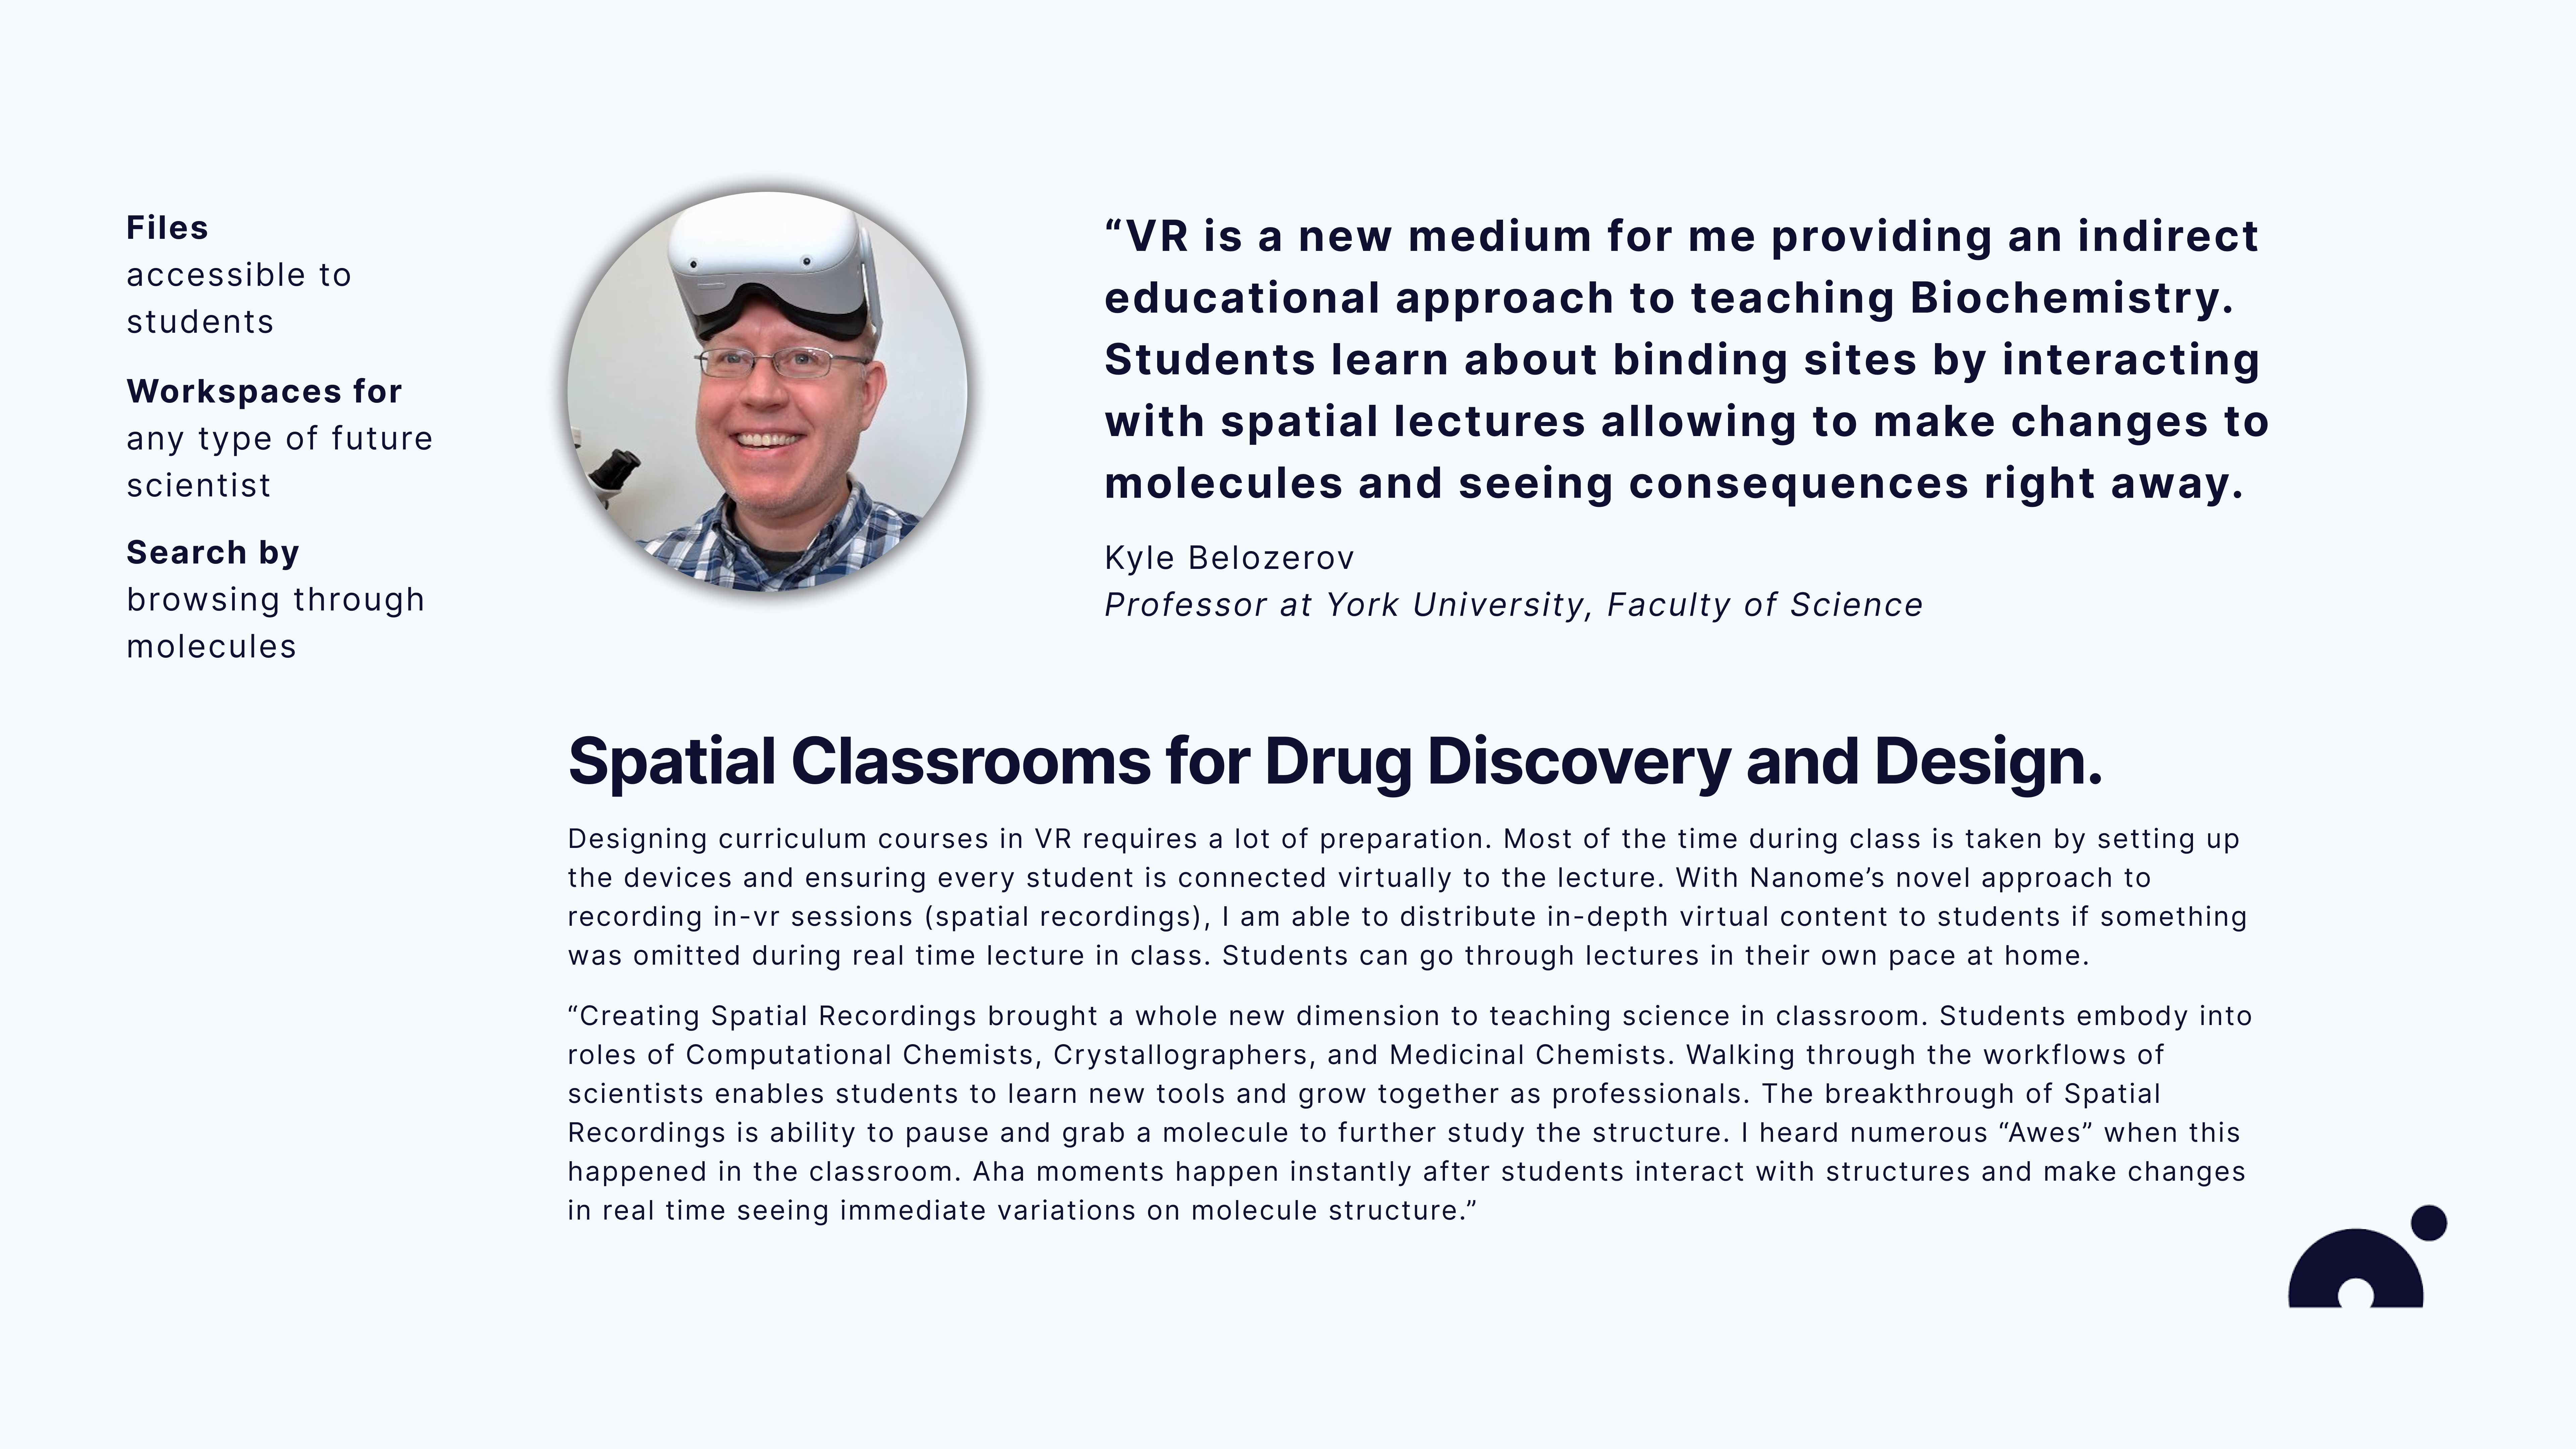 Files
accessible to
students
Workspaces for
any type of future
scientist
Search by
browsing through
molecules
“VR is a new medium for me providing an indirect
educational approach to teaching Biochemistry.
Students learn about binding sites by interacting
with spatial lectures allowing to make changes to
molecules and seeing consequences right away.
Kyle Belozerov
Professor at York University, Faculty of Science
Spatial Classrooms for Drug Discovery and Design.
Designing curriculum courses in VR requires a lot of preparation. Most of the time during class is taken by setting up
the devices and ensuring every student is connected virtually to the lecture. With Nanome’s novel approach to
recording in-vr sessions (spatial recordings), I am able to distribute in-depth virtual content to students if something
was omitted during real time lecture in class. Students can go through lectures in their own pace at home.
“Creating Spatial Recordings brought a whole new dimension to teaching science in classroom. Students embody into
roles of Computational Chemists, Crystallographers, and Medicinal Chemists. Walking through the workflows of
scientists enables students to learn new tools and grow together as professionals. The breakthrough of Spatial
Recordings is ability to pause and grab a molecule to further study the structure. I heard numerous “Awes” when this
happened in the classroom. Aha moments happen instantly after students interact with structures and make changes
in real time seeing immediate variations on molecule structure.”